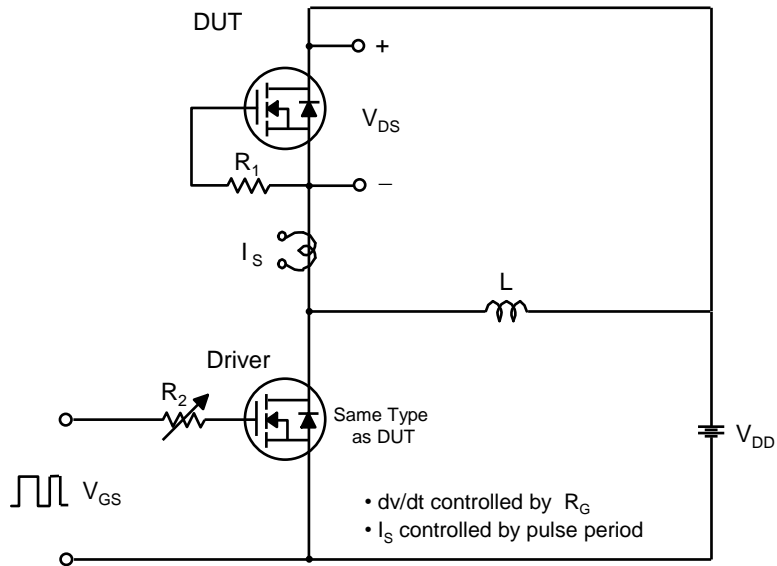 DUT
+
V_DS
R_1
–
I_S
L
Driver
R_2
Same Type
as DUT
V_DD
V_GS
• dv/dt controlled by R_G
• I_S controlled by pulse period